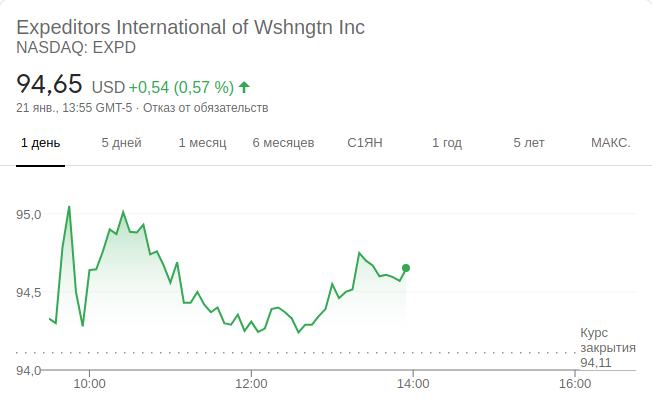 Expeditors International of Wshngtn Inc
NASDAQ: EXPD
94,65 USD +0,54 (0,57 %)
21 янв., 13:55 GMT-5 · Отказ от обязательств
1 день 5 дней 1 месяц 6 месяцев С1ЯН 1 год 5 лет МАКС.
95,0
94,5
Курс
закрытия
94,11
94,0
10:00 12:00 14:00 16:00